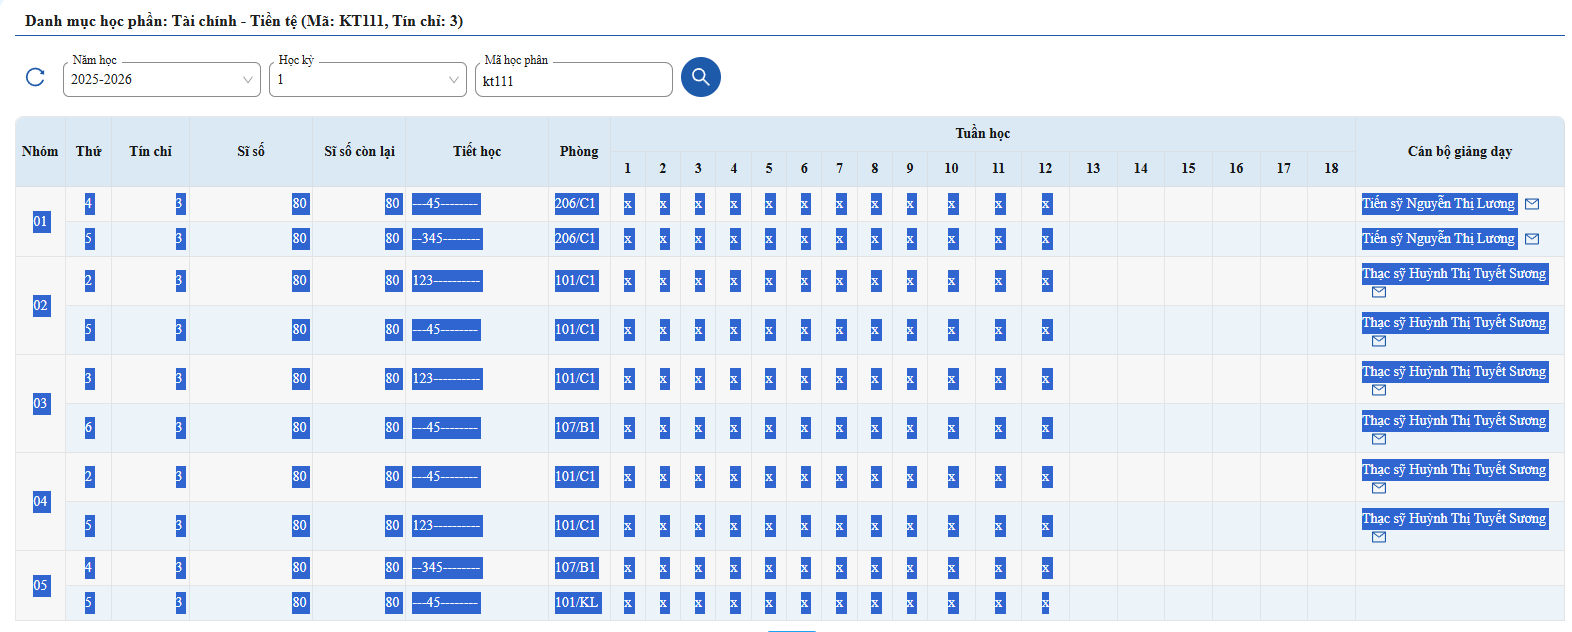 Danh mục học phần: Tài chính - Tiền tệ (Mã: KT111, Tín chỉ: 3)
Năm học Học kỳ Mã học phần
2025-2026 1 kt111
Nhóm Thứ Tín chỉ Sĩ số Sĩ số còn lại Tiết học Phòng Tuần học Cán bộ giảng dạy
1 2 3 4 5 6 7 8 9 10 11 12 13 14 15 16 17 18
01 4 3 80 80 ---45-------- 206/C1 x x x x x x x x x x x x Tiến sỹ Nguyễn Thị Lương
5 3 80 80 --345-------- 206/C1 x x x x x x x x x x x x Tiến sỹ Nguyễn Thị Lương
02 2 3 80 80 123---------- 101/C1 x x x x x x x x x x x x Thạc sỹ Huỳnh Thị Tuyết Sương
5 3 80 80 ---45-------- 101/C1 x x x x x x x x x x x x Thạc sỹ Huỳnh Thị Tuyết Sương
03 3 3 80 80 123---------- 101/C1 x x x x x x x x x x x x Thạc sỹ Huỳnh Thị Tuyết Sương
6 3 80 80 ---45-------- 107/B1 x x x x x x x x x x x x Thạc sỹ Huỳnh Thị Tuyết Sương
04 2 3 80 80 ---45-------- 101/C1 x x x x x x x x x x x x Thạc sỹ Huỳnh Thị Tuyết Sương
5 3 80 80 123---------- 101/C1 x x x x x x x x x x x x Thạc sỹ Huỳnh Thị Tuyết Sương
05 4 3 80 80 --345-------- 107/B1 x x x x x x x x x x x x
5 3 80 80 ---45-------- 101/KL x x x x x x x x x x x x